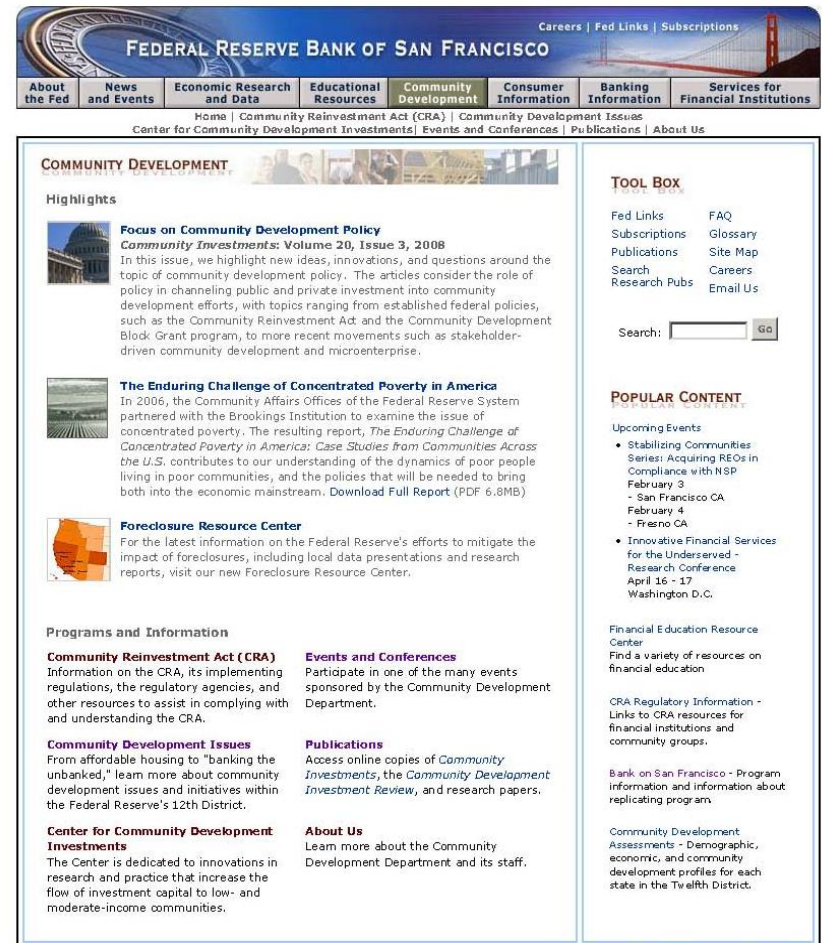 Careers | Fed Links | Subscriptions
FEDERAL RESERVE BANK OF SAN FRANCISCO
About the Fed
News and Events
Economic Research and Data
Educational Resources
Community Development
Consumer Information
Banking Information
Services for Financial Institutions
Home | Community Reinvestment Act (CRA) | Community Development Issues
Center for Community Development Investments| Events and Conferences | Publications | About Us
COMMUNITY DEVELOPMENT
Highlights
Focus on Community Development Policy
Community Investments: Volume 20, Issue 3, 2008
In this issue, we highlight new ideas, innovations, and questions around the
topic of community development policy. The articles consider the role of
policy in channeling public and private investment into community
development efforts, with topics ranging from established federal policies,
such as the Community Reinvestment Act and the Community Development
Block Grant program, to more recent movements such as stakeholder-
driven community development and microenterprise.
The Enduring Challenge of Concentrated Poverty in America
In 2006, the Community Affairs Offices of the Federal Reserve System
partnered with the Brookings Institution to examine the issue of
concentrated poverty. The resulting report, The Enduring Challenge of
Concentrated Poverty in America: Case Studies from Communities Across
the U.S. contributes to our understanding of the dynamics of poor people
living in poor communities, and the policies that will be needed to bring
both into the economic mainstream. Download Full Report (PDF 6.8MB)
Foreclosure Resource Center
For the latest information on the Federal Reserve's efforts to mitigate the
impact of foreclosures, including local data presentations and research
reports, visit our new Foreclosure Resource Center.
Programs and Information
Community Reinvestment Act (CRA)
Information on the CRA, its implementing
regulations, the regulatory agencies, and
other resources to assist in complying with
and understanding the CRA.
Events and Conferences
Participate in one of the many events
sponsored by the Community Development
Department.
Community Development Issues
From affordable housing to "banking the
unbanked," learn more about community
development issues and initiatives within
the Federal Reserve's 12th District.
Publications
Access online copies of Community
Investments, the Community Development
Investment Review, and research papers.
Center for Community Development
Investments
The Center is dedicated to innovations in
research and practice that increase the
flow of investment capital to low- and
moderate-income communities.
About Us
Learn more about the Community
Development Department and its staff.
TOOL BOX
Fed Links
Subscriptions
Publications
Search
Research Pubs
FAQ
Glossary
Site Map
Careers
Email Us
Search:
Go
POPULAR CONTENT
Upcoming Events
• Stabilizing Communities
Series: Acquiring REOs in
Compliance with NSP
February 3
- San Francisco CA
February 4
- Fresno CA
• Innovative Financial Services
for the Underserved -
Research Conference
April 16 - 17
Washington D.C.
Financial Education Resource
Center
Find a variety of resources on
financial education
CRA Regulatory Information -
Links to CRA resources for
financial institutions and
community groups.
Bank on San Francisco - Program
information and information about
replicating program.
Community Development
Assessments - Demographic,
economic, and community
development profiles for each
state in the Twelfth District.